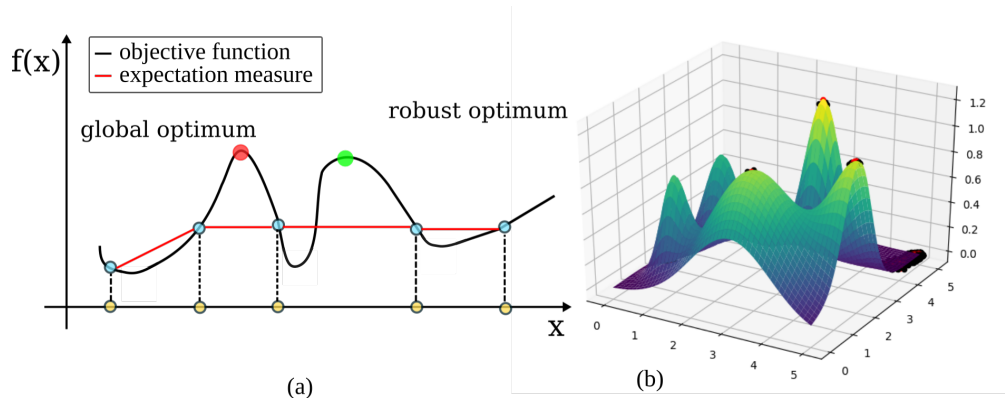 f(x)
objective function
expectation measure
global optimum
robust optimum
x
(a)
1.2
1.0
0.8
0.6
0.4
0.2
0.0
0
1
2
3
4
5
0
1
2
3
4
5
(b)